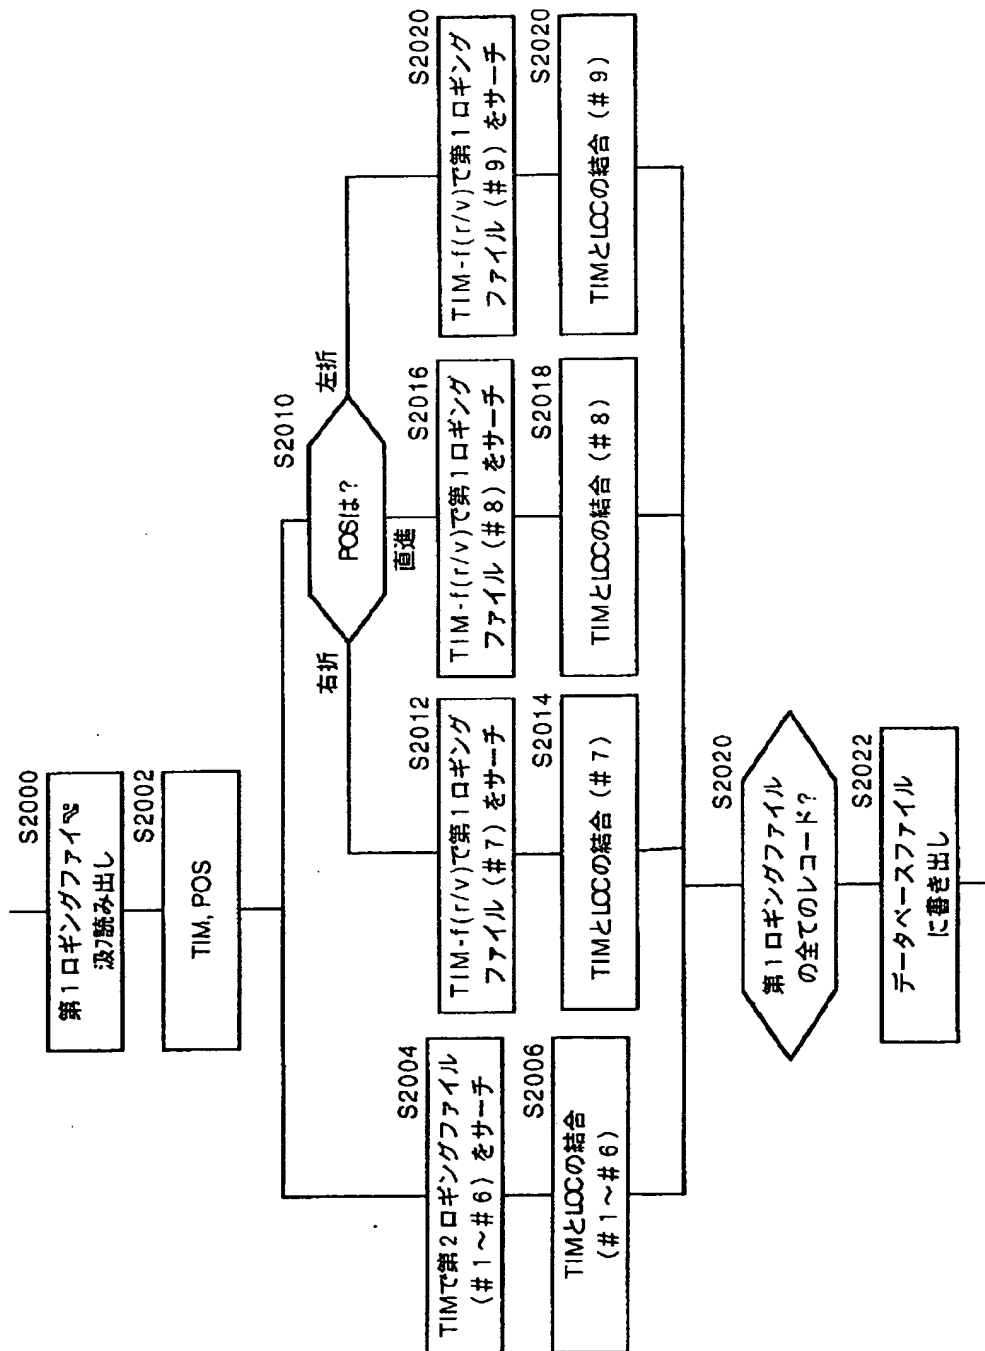 S2000
第1ロギングファイル
読み出し
S2002
TIM, POS
S2004
TIMで第2ロギングファイル
(#1～#6)をサーチ
S2006
TIMとLOCの結合
(#1～#6)
S2010
POSは?
右折
直進
左折
S2012
TIM-f(r/v)で第1ロギング
ファイル(#7)をサーチ
S2014
TIMとLOCの結合(#7)
S2016
TIM-f(r/v)で第1ロギング
ファイル(#8)をサーチ
S2018
TIMとLOCの結合(#8)
S2020
TIM-f(r/v)で第1ロギング
ファイル(#9)をサーチ
S2020
TIMとLOCの結合(#9)
S2020
第1ロギングファイル
の全てのレコード?
S2022
データベースファイル
に書き出し